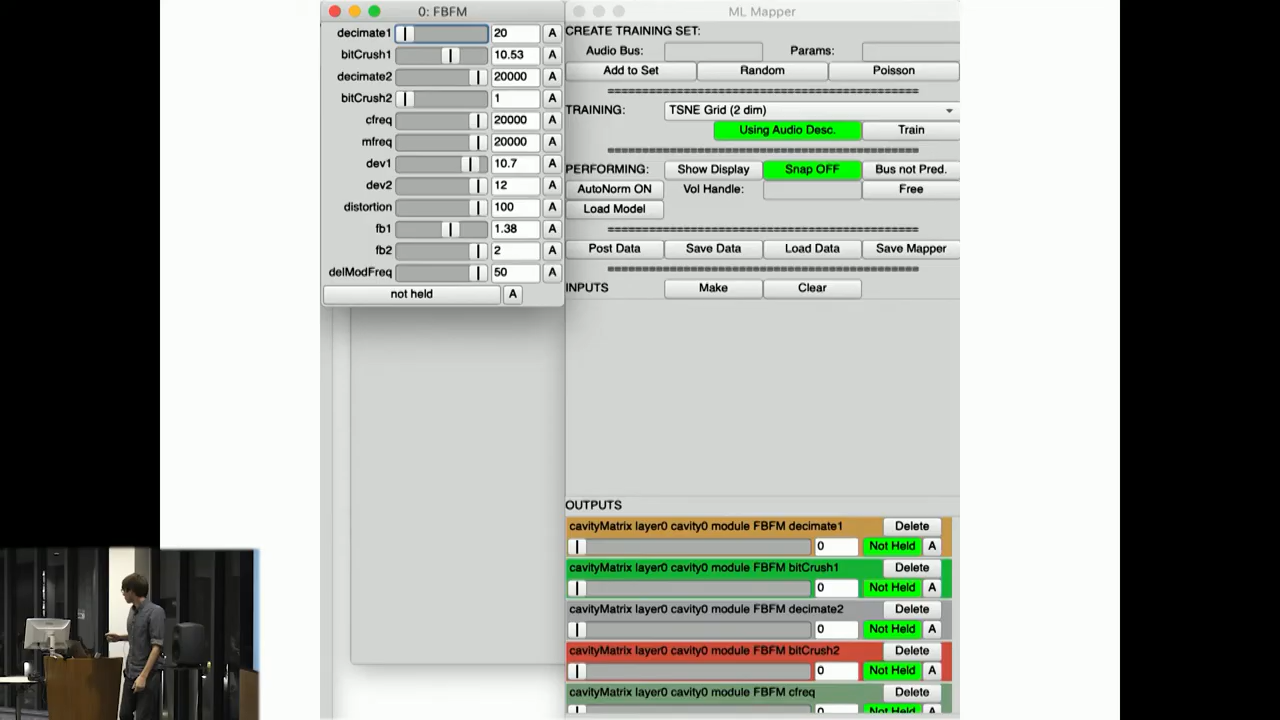 0: FBFM
decimate1 20 A
bitCrush1 10.53 A
decimate2 20000 A
bitCrush2 1 A
cfreq 20000 A
mfreq 20000 A
dev1 10.7 A
dev2 12 A
distortion 100 A
fb1 1.38 A
fb2 2 A
delModFreq 50 A
not held A
ML Mapper
CREATE TRAINING SET:
Audio Bus: Params:
Add to Set Random Poisson
============================================
TRAINING: TSNE Grid (2 dim)
Using Audio Desc. Train
============================================
PERFORMING: Show Display Snap OFF Bus not Pred.
AutoNorm ON Vol Handle: Free
Load Model
============================================
Post Data Save Data Load Data Save Mapper
============================================
INPUTS Make Clear
OUTPUTS
cavityMatrix layer0 cavity0 module FBFM decimate1 Delete
0 Not Held A
cavityMatrix layer0 cavity0 module FBFM bitCrush1 Delete
0 Not Held A
cavityMatrix layer0 cavity0 module FBFM decimate2 Delete
0 Not Held A
cavityMatrix layer0 cavity0 module FBFM bitCrush2 Delete
0 Not Held A
cavityMatrix layer0 cavity0 module FBFM cfreq Delete
0 Not Held A